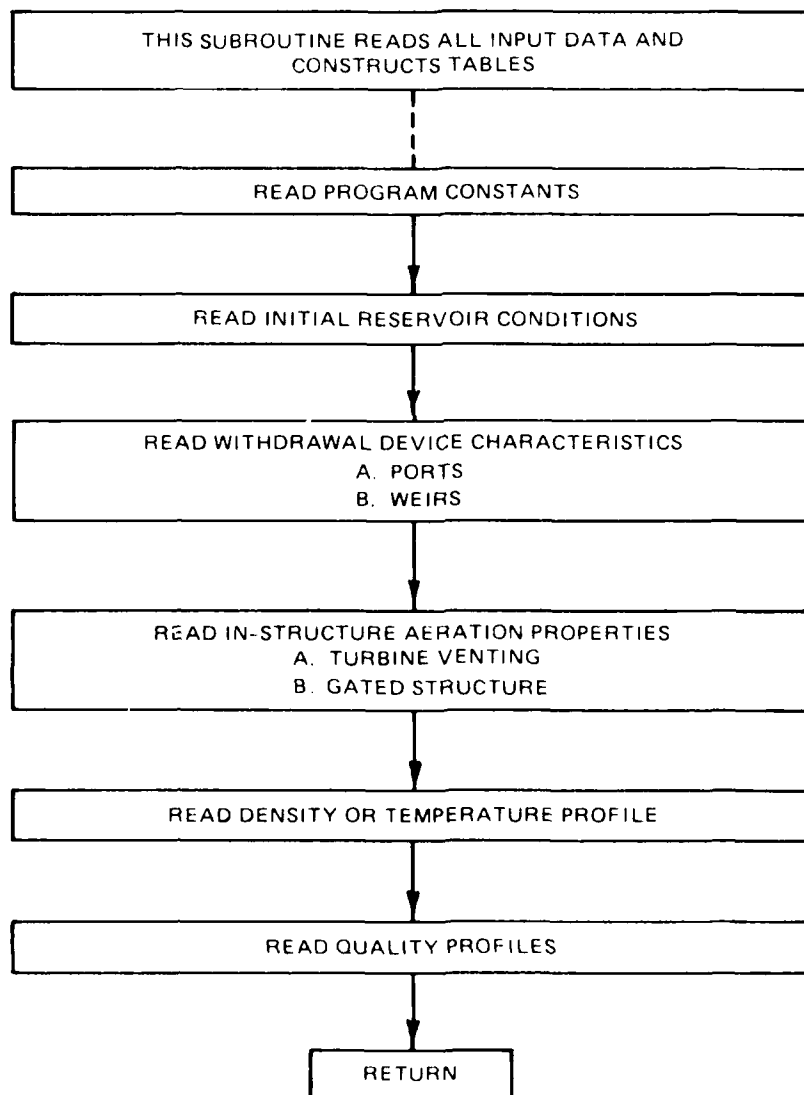 THIS SUBROUTINE READS ALL INPUT DATA AND
CONSTRUCTS TABLES
READ PROGRAM CONSTANTS
READ INITIAL RESERVOIR CONDITIONS
READ WITHDRAWAL DEVICE CHARACTERISTICS
A. PORTS
B. WEIRS
READ IN-STRUCTURE AERATION PROPERTIES
A. TURBINE VENTING
B. GATED STRUCTURE
READ DENSITY OR TEMPERATURE PROFILE
READ QUALITY PROFILES
RETURN